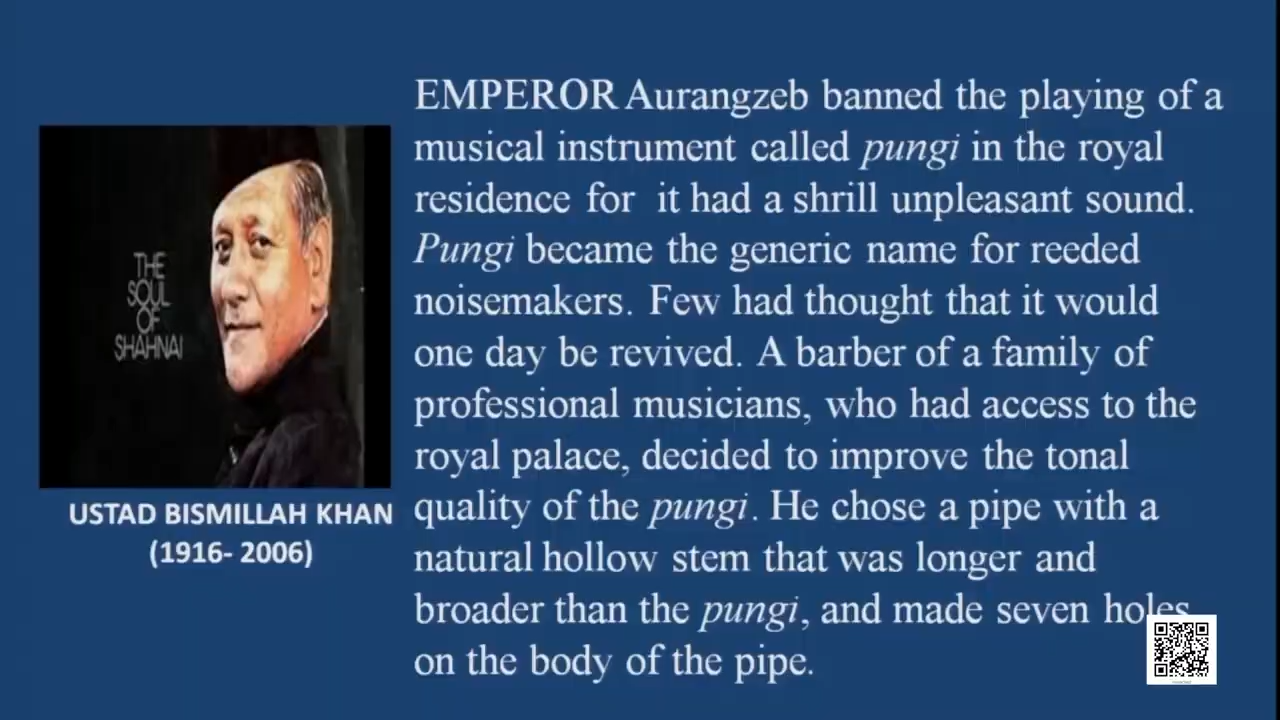 THE
SOUL
OF
SHAHNAI
USTAD BISMILLAH KHAN
(1916- 2006)
EMPEROR Aurangzeb banned the playing of a
musical instrument called pungi in the royal
residence for it had a shrill unpleasant sound.
Pungi became the generic name for reeded
noisemakers. Few had thought that it would
one day be revived. A barber of a family of
professional musicians, who had access to the
royal palace, decided to improve the tonal
quality of the pungi. He chose a pipe with a
natural hollow stem that was longer and
broader than the pungi, and made seven holes
on the body of the pipe.